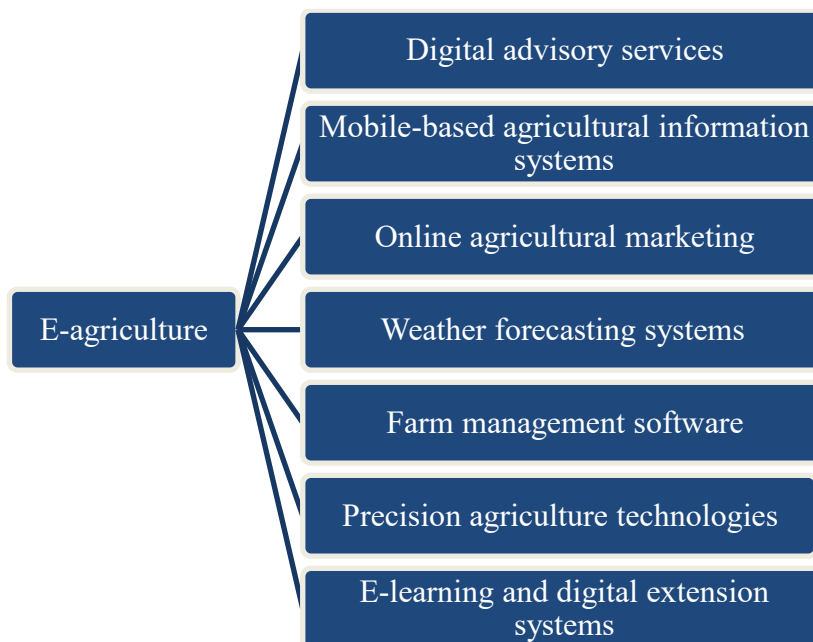 Digital advisory services
Mobile-based agricultural information
systems
Online agricultural marketing
E-agriculture
Weather forecasting systems
Farm management software
Precision agriculture technologies
E-learning and digital extension
systems